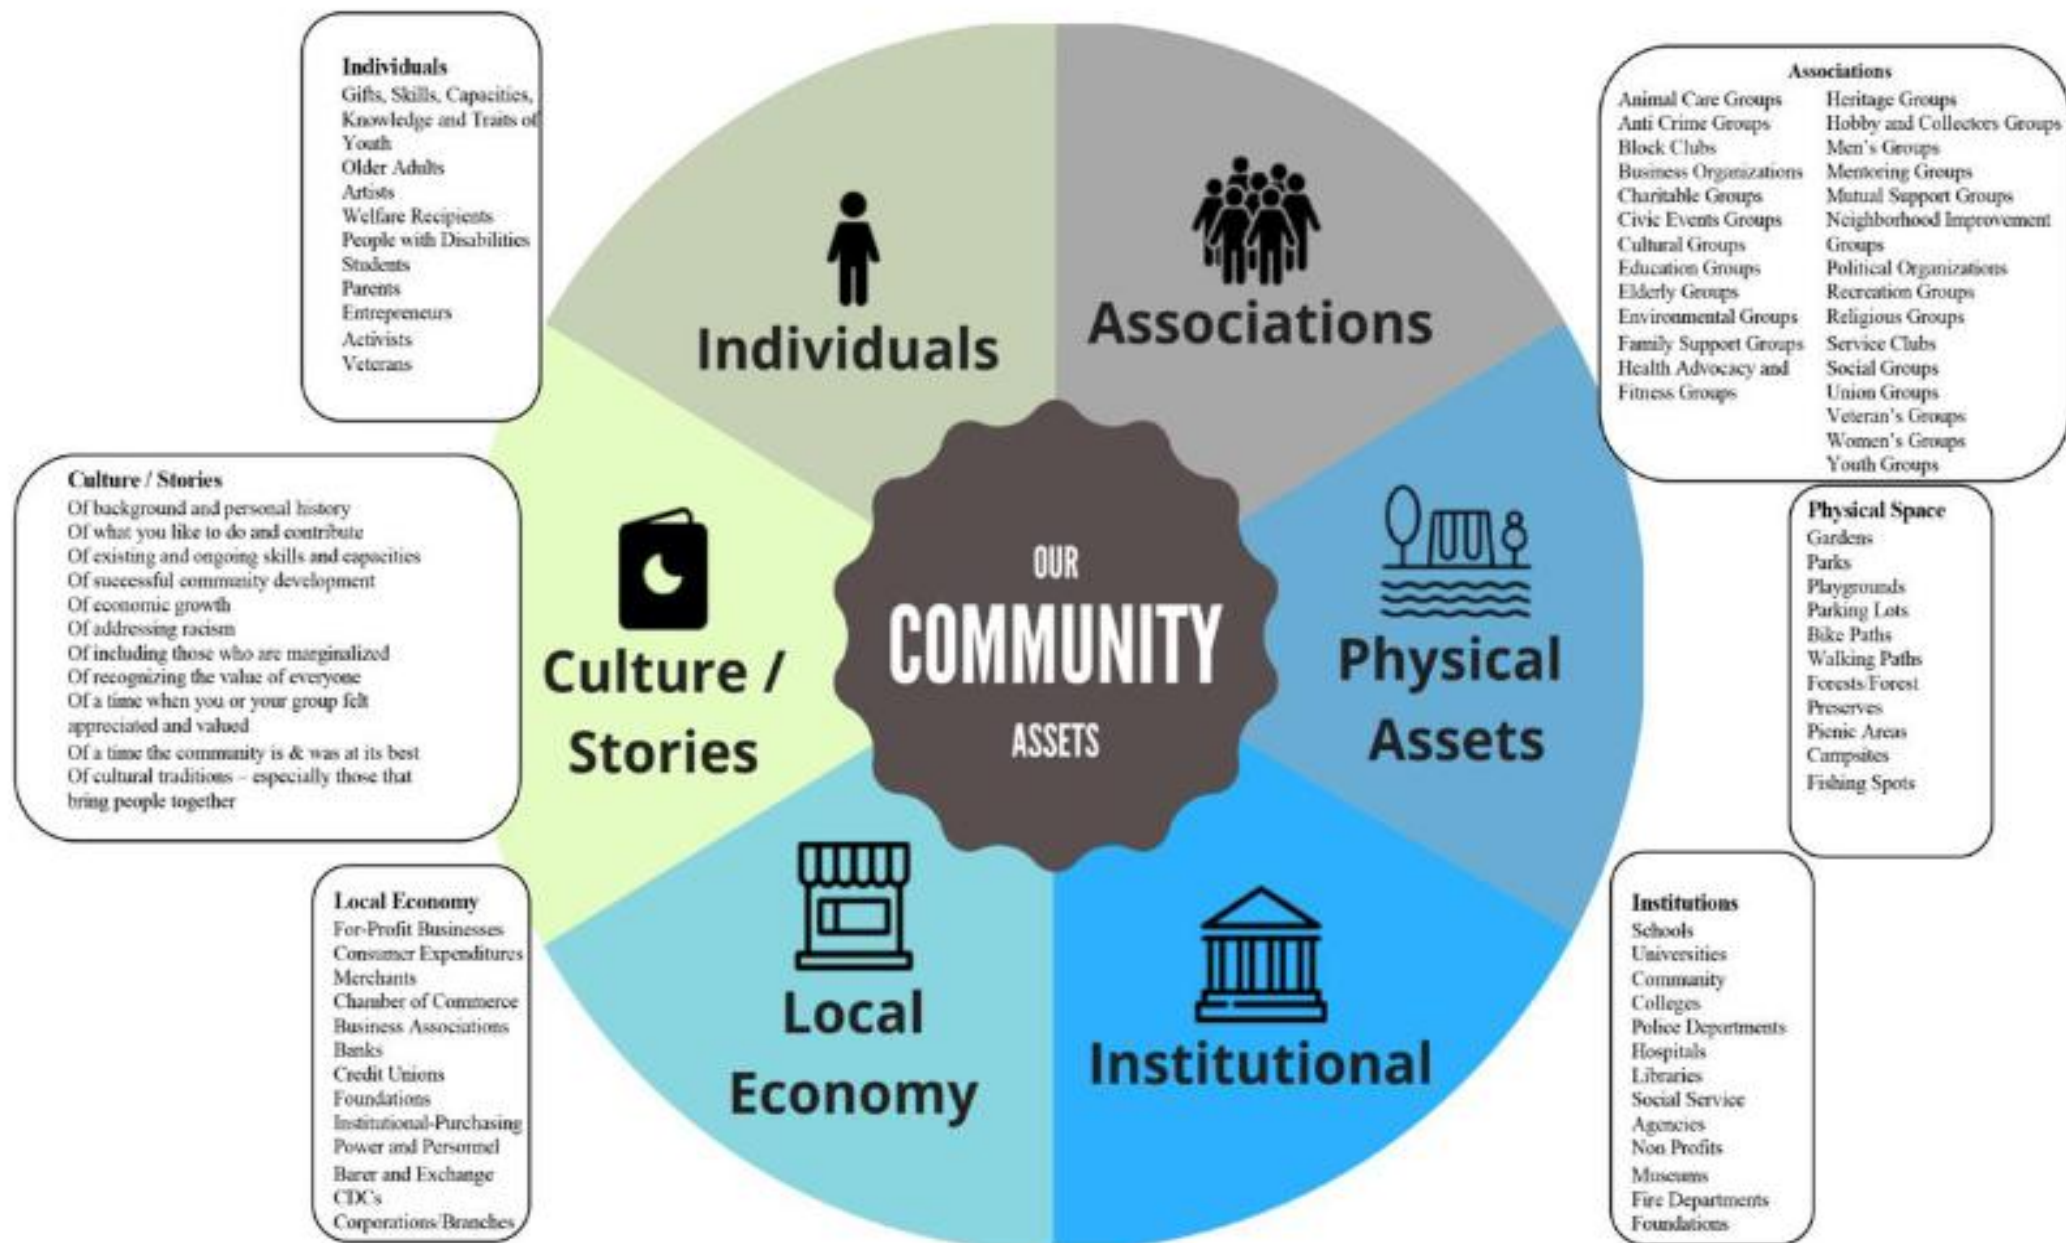 Individuals
Gifts, Skills, Capacities,
Knowledge and Traits of
Youth
Older Adults
Artists
Welfare Recipients
People with Disabilities
Students
Parents
Entrepreneurs
Activists
Veterans
Associations
Animal Care Groups
Anti Crime Groups
Block Clubs
Business Organizations
Charitable Groups
Civic Events Groups
Cultural Groups
Education Groups
Elderly Groups
Environmental Groups
Family Support Groups
Health Advocacy and
Fitness Groups
Heritage Groups
Hobby and Collectors Groups
Men's Groups
Mentoring Groups
Mutual Support Groups
Neighborhood Improvement
Groups
Political Organizations
Recreation Groups
Religious Groups
Service Clubs
Social Groups
Union Groups
Veteran's Groups
Women's Groups
Youth Groups
Individuals
Associations
Culture / Stories
Of background and personal history
Of what you like to do and contribute
Of existing and ongoing skills and capacities
Of successful community development
Of economic growth
Of addressing racism
Of including those who are marginalized
Of recognizing the value of everyone
Of a time when you or your group felt
appreciated and valued
Of a time the community is & was at its best
Of cultural traditions – especially those that
bring people together
Culture /
Stories
OUR
COMMUNITY
ASSETS
Physical
Assets
Physical Space
Gardens
Parks
Playgrounds
Parking Lots
Bike Paths
Walking Paths
Forests/Forest
Preserves
Picnic Areas
Campsites
Fishing Spots
Local Economy
For-Profit Businesses
Consumer Expenditures
Merchants
Chamber of Commerce
Business Associations
Banks
Credit Unions
Foundations
Institutional-Purchasing
Power and Personnel
Barer and Exchange
CDCs
Corporations/Branches
Local
Economy
Institutional
Institutions
Schools
Universities
Community
Colleges
Police Departments
Hospitals
Libraries
Social Service
Agencies
Non Profits
Museums
Fire Departments
Foundations